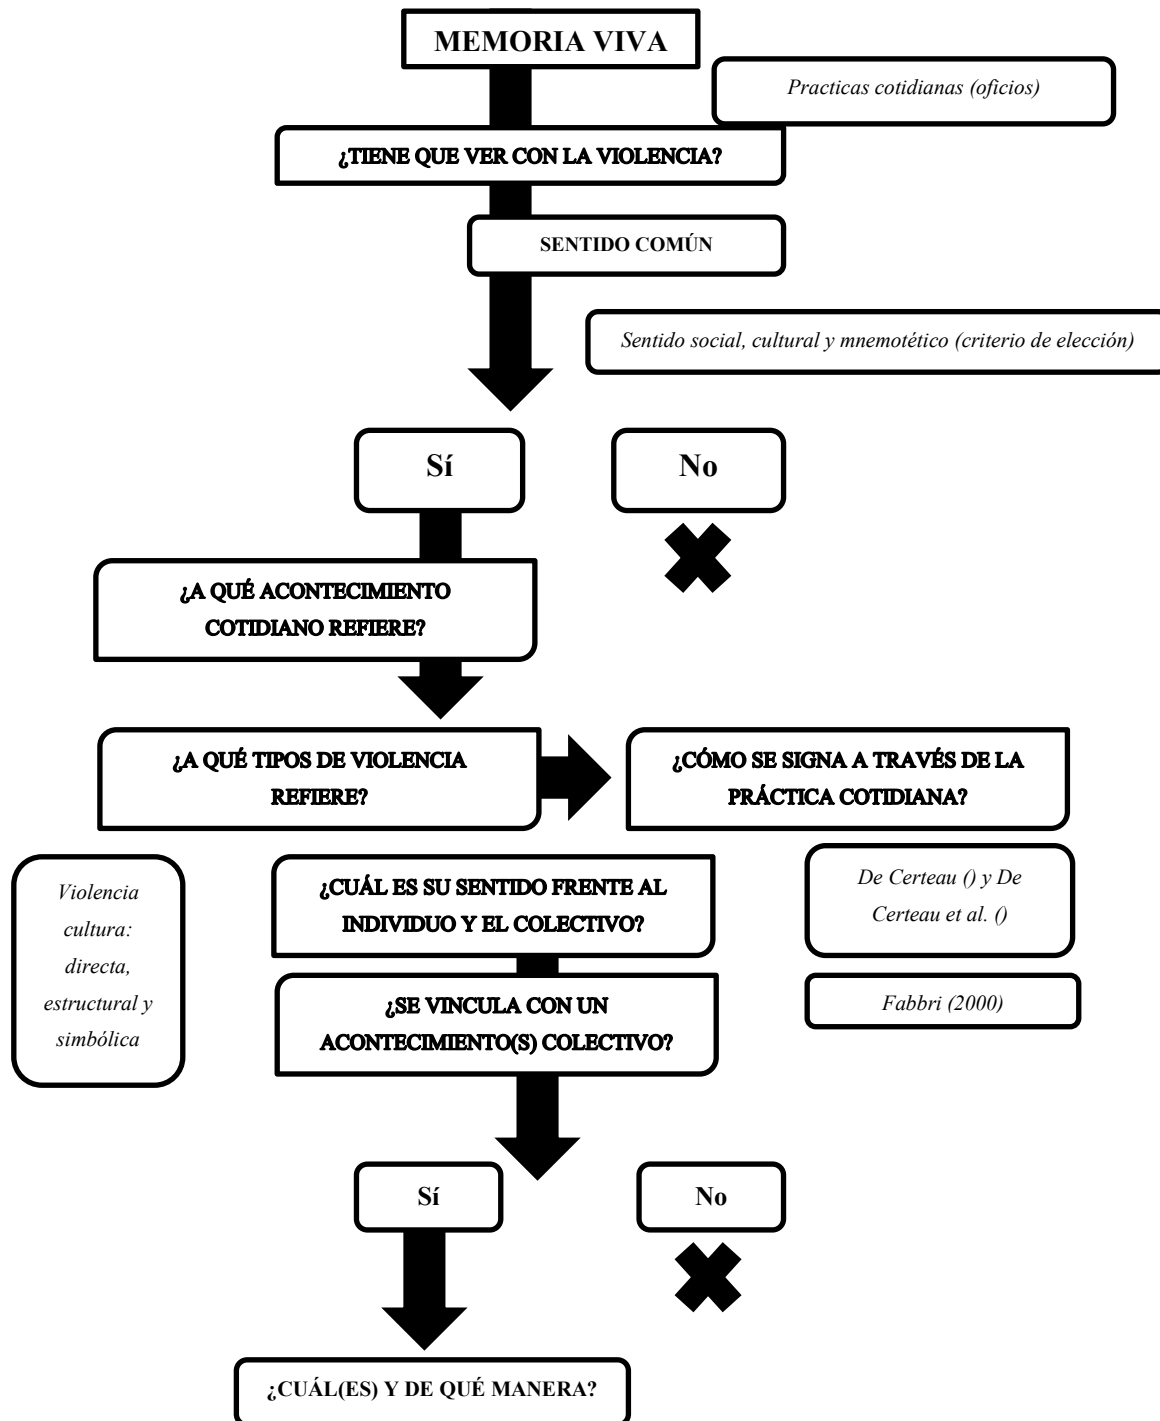 MEMORIA VIVA
Practicas cotidianas (oficios)
¿TIENE QUE VER CON LA VIOLENCIA?
SENTIDO COMÚN
Sentido social, cultural y mnemotético (criterio de elección)
Sí
No
¿A QUÉ ACONTECIMIENTO
COTIDIANO REFIERE?
¿A QUÉ TIPOS DE VIOLENCIA
REFIERE?
¿CÓMO SE SIGNA A TRAVÉS DE LA
PRÁCTICA COTIDIANA?
Violencia
cultura:
directa,
estructural y
simbólica
¿CUÁL ES SU SENTIDO FRENTE AL
INDIVIDUO Y EL COLECTIVO?
De Certeau () y De
Certeau et al. ()
¿SE VINCULA CON UN
ACONTECIMIENTO(S) COLECTIVO?
Fabbri (2000)
Sí
No
¿CUÁL(ES) Y DE QUÉ MANERA?